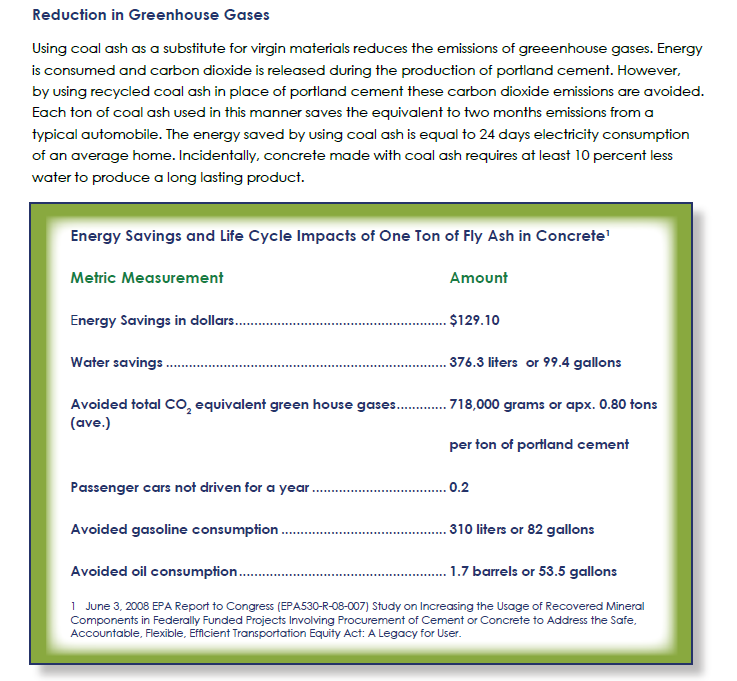 Reduction in Greenhouse Gases
Using coal ash as a substitute for virgin materials reduces the emissions of greeenhouse gases. Energy
is consumed and carbon dioxide is released during the production of portland cement. However,
by using recycled coal ash in place of portland cement these carbon dioxide emissions are avoided.
Each ton of coal ash used in this manner saves the equivalent to two months emissions from a
typical automobile. The energy saved by using coal ash is equal to 24 days electricity consumption
of an average home. Incidentally, concrete made with coal ash requires at least 10 percent less
water to produce a long lasting product.
Energy Savings and Life Cycle Impacts of One Ton of Fly Ash in Concrete¹
Metric Measurement Amount
Energy Savings in dollars..................................................... $129.10
Water savings ...................................................................... 376.3 liters or 99.4 gallons
Avoided total CO₂ equivalent green house gases............. 718,000 grams or apx. 0.80 tons
(ave.)
per ton of portland cement
Passenger cars not driven for a year .................................. 0.2
Avoided gasoline consumption ......................................... 310 liters or 82 gallons
Avoided oil consumption.................................................... 1.7 barrels or 53.5 gallons
1 June 3, 2008 EPA Report to Congress (EPA530-R-08-007) Study on Increasing the Usage of Recovered Mineral
Components in Federally Funded Projects Involving Procurement of Cement or Concrete to Address the Safe,
Accountable, Flexible, Efficient Transportation Equity Act: A Legacy for User.